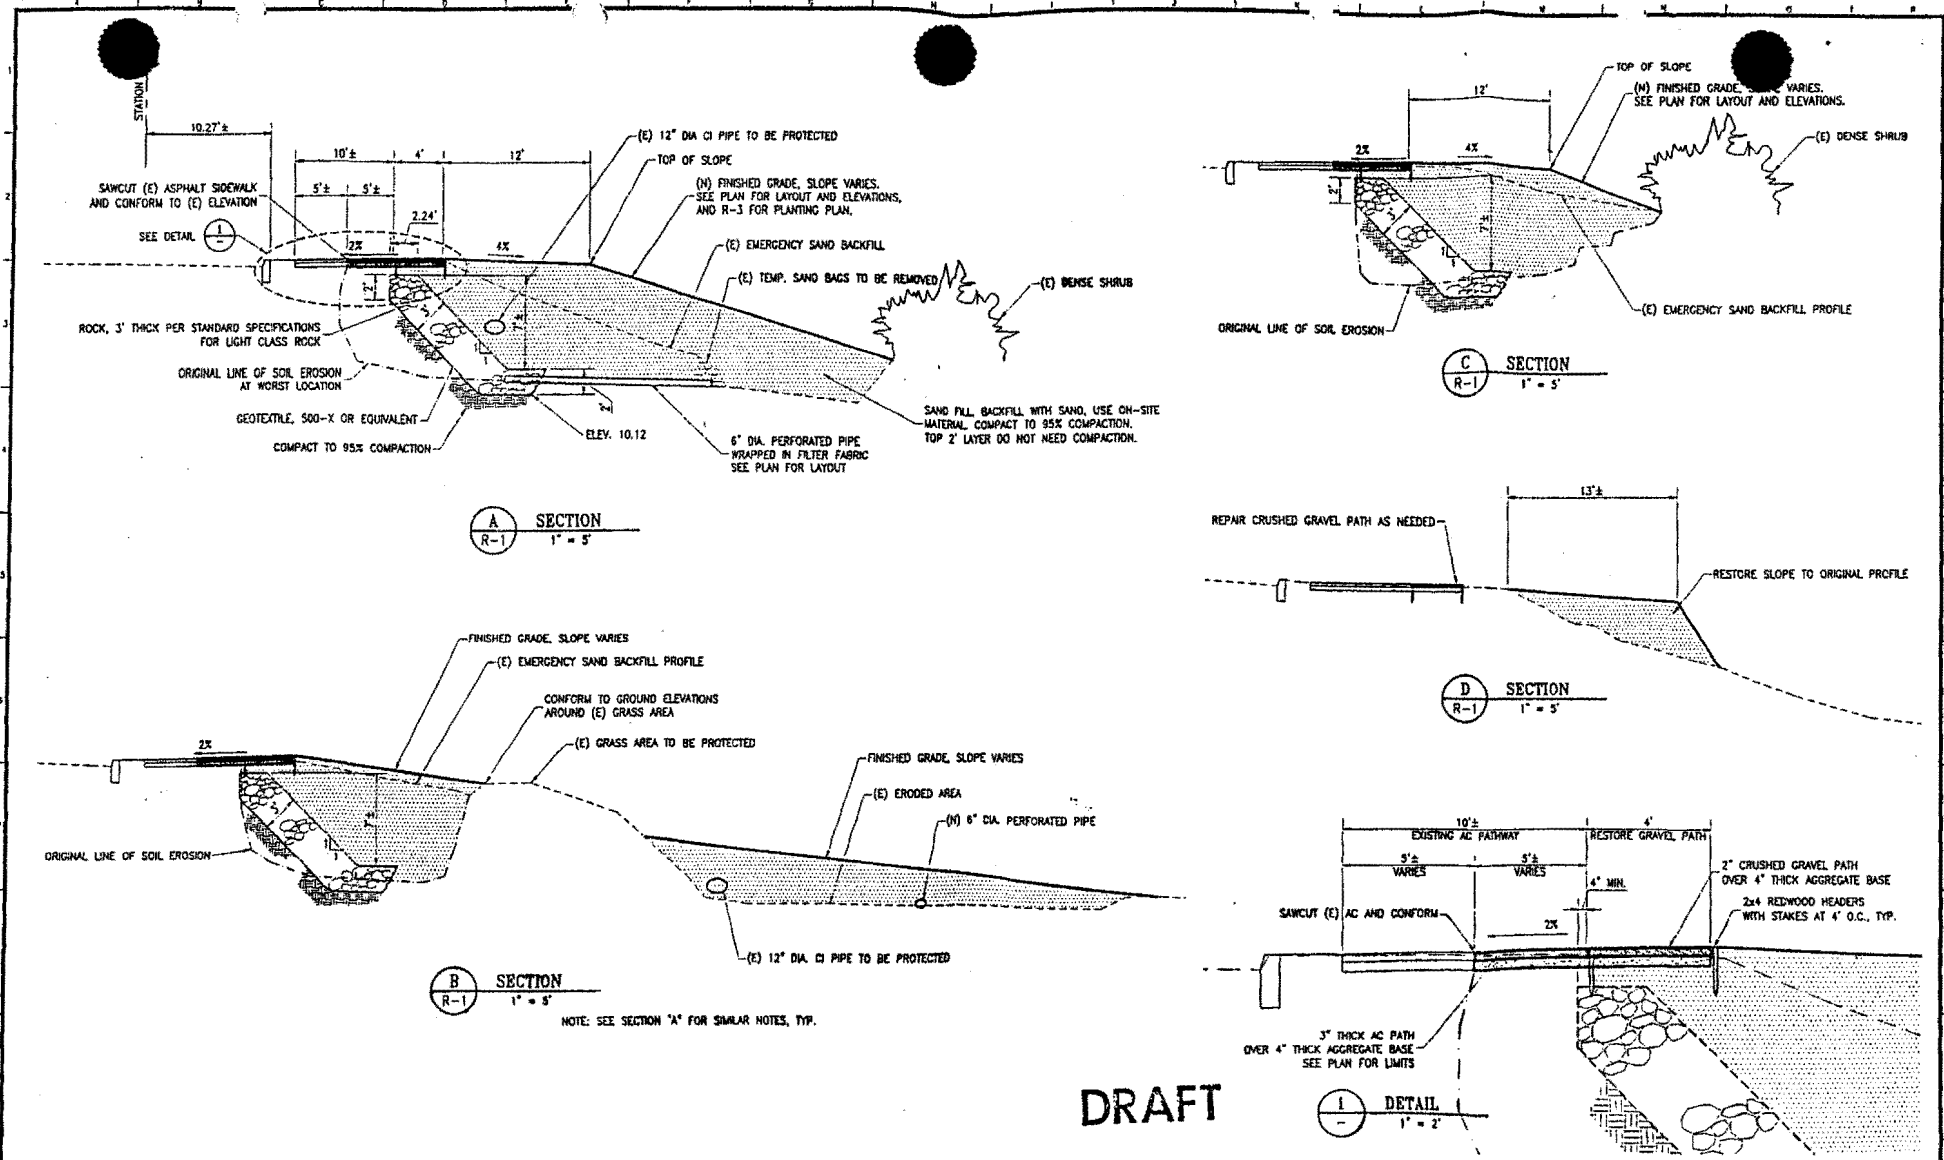 STATION
10.27'±
10'±
4'
12'
5'±
5'±
2.24'
SAWCUT (E) ASPHALT SIDEWALK
AND CONFORM TO (E) ELEVATION
SEE DETAIL
1
-
2%
4%
(E) 12" DIA CI PIPE TO BE PROTECTED
TOP OF SLOPE
(N) FINISHED GRADE, SLOPE VARIES.
SEE PLAN FOR LAYOUT AND ELEVATIONS,
AND R-3 FOR PLANTING PLAN.
(E) EMERGENCY SAND BACKFILL
(E) TEMP. SAND BAGS TO BE REMOVED
(E) DENSE SHRUB
2'
3'
7'±
1
1
ROCK, 3' THICK PER STANDARD SPECIFICATIONS
FOR LIGHT CLASS ROCK
ORIGINAL LINE OF SOIL EROSION
AT WORST LOCATION
GEOTEXTILE, 500-X OR EQUIVALENT
COMPACT TO 95% COMPACTION
2'
ELEV. 10.12
6" DIA. PERFORATED PIPE
WRAPPED IN FILTER FABRIC
SEE PLAN FOR LAYOUT
SAND FILL, BACKFILL WITH SAND, USE ON-SITE
MATERIAL, COMPACT TO 95% COMPACTION.
TOP 2' LAYER DO NOT NEED COMPACTION.
A
R-1
SECTION
1" = 5'
12'
TOP OF SLOPE
(N) FINISHED GRADE, VARIES.
SEE PLAN FOR LAYOUT AND ELEVATIONS.
(E) DENSE SHRUB
2%
4%
2'
3'
7'±
ORIGINAL LINE OF SOIL EROSION
(E) EMERGENCY SAND BACKFILL PROFILE
C
R-1
SECTION
1" = 5'
13'±
REPAIR CRUSHED GRAVEL PATH AS NEEDED
RESTORE SLOPE TO ORIGINAL PROFILE
D
R-1
SECTION
1" = 5'
FINISHED GRADE, SLOPE VARIES
(E) EMERGENCY SAND BACKFILL PROFILE
CONFORM TO GROUND ELEVATIONS
AROUND (E) GRASS AREA
(E) GRASS AREA TO BE PROTECTED
2%
3'
7'±
ORIGINAL LINE OF SOIL EROSION
FINISHED GRADE, SLOPE VARIES
(E) ERODED AREA
(N) 6" DIA. PERFORATED PIPE
(E) 12" DIA. CI PIPE TO BE PROTECTED
B
R-1
SECTION
1" = 5'
NOTE: SEE SECTION "A" FOR SIMILAR NOTES, TYP.
10'±
EXISTING AC PATHWAY
4'
RESTORE GRAVEL PATH
5'±
VARIES
5'±
VARIES
4" MIN.
2" CRUSHED GRAVEL PATH
OVER 4" THICK AGGREGATE BASE
2x4 REDWOOD HEADERS
WITH STAKES AT 4' O.C., TYP.
SAWCUT (E) AC AND CONFORM
2%
3" THICK AC PATH
OVER 4" THICK AGGREGATE BASE
SEE PLAN FOR LIMITS
1
-
DETAIL
1" = 2'
DRAFT